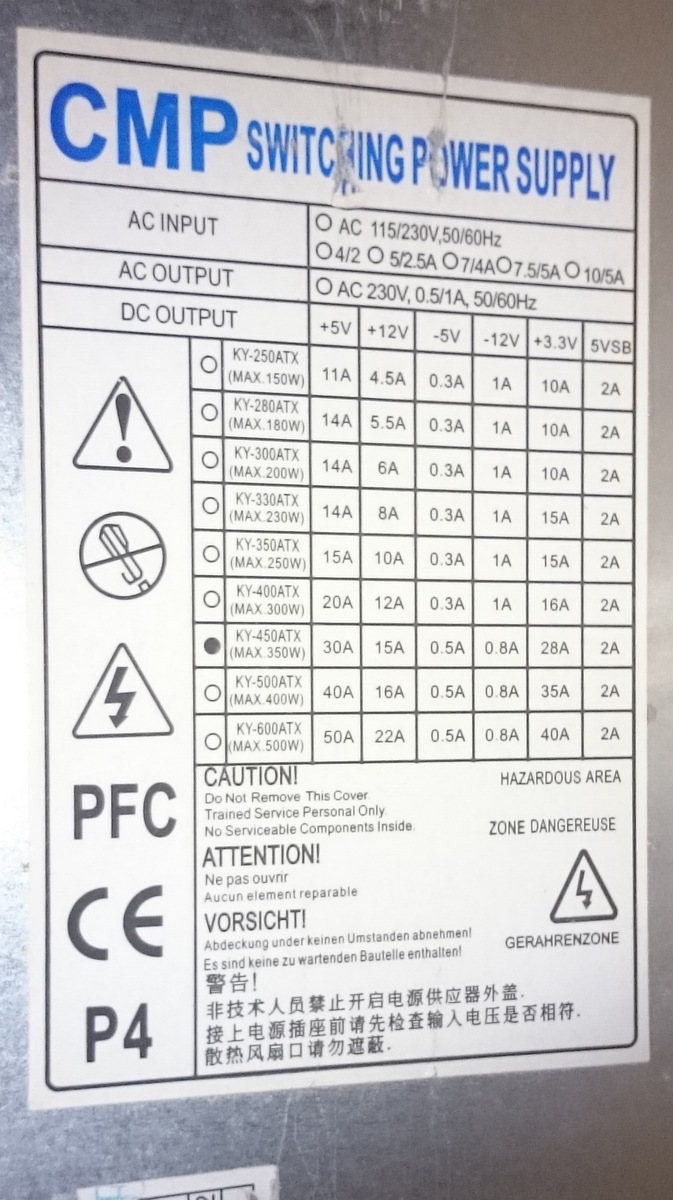 CMP SWITCHING POWER SUPPLY
AC INPUT
AC 115/230V,50/60Hz
4/2 5/2.5A 7/4A 7.5/5A 10/5A
AC OUTPUT
AC 230V, 0.5/1A, 50/60Hz
DC OUTPUT +5V +12V -5V -12V +3.3V 5VSB
KY-250ATX
(MAX.150W) 11A 4.5A 0.3A 1A 10A 2A
KY-280ATX
(MAX.180W) 14A 5.5A 0.3A 1A 10A 2A
KY-300ATX
(MAX.200W) 14A 6A 0.3A 1A 10A 2A
KY-330ATX
(MAX.230W) 14A 8A 0.3A 1A 15A 2A
KY-350ATX
(MAX.250W) 15A 10A 0.3A 1A 15A 2A
KY-400ATX
(MAX.300W) 20A 12A 0.3A 1A 16A 2A
KY-450ATX
(MAX.350W) 30A 15A 0.5A 0.8A 28A 2A
KY-500ATX
(MAX.400W) 40A 16A 0.5A 0.8A 35A 2A
KY-600ATX
(MAX.500W) 50A 22A 0.5A 0.8A 40A 2A
PFC
CE
P4
CAUTION!
Do Not Remove This Cover.
Trained Service Personal Only.
No Serviceable Components Inside.
ATTENTION!
Ne pas ouvrir
Aucun element reparable
VORSICHT!
Abdeckung under keinen Umstanden abnehmen!
Es sind keine zu wartenden Bautelle enthalten!
警告!
非技术人员禁止开启电源供应器外盖.
接上电源插座前请先检查输入电压是否相符.
散热风扇口请勿遮蔽.
HAZARDOUS AREA
ZONE DANGEREUSE
GERAHRENZONE